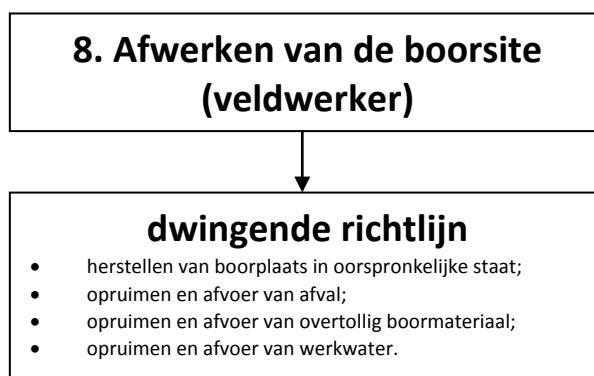 8. Afwerken van de boorsite
(veldwerker)
dwingende richtlijn
• herstellen van boorplaats in oorspronkelijke staat;
• opruimen en afvoer van afval;
• opruimen en afvoer van overtollig boormateriaal;
• opruimen en afvoer van werkwater.